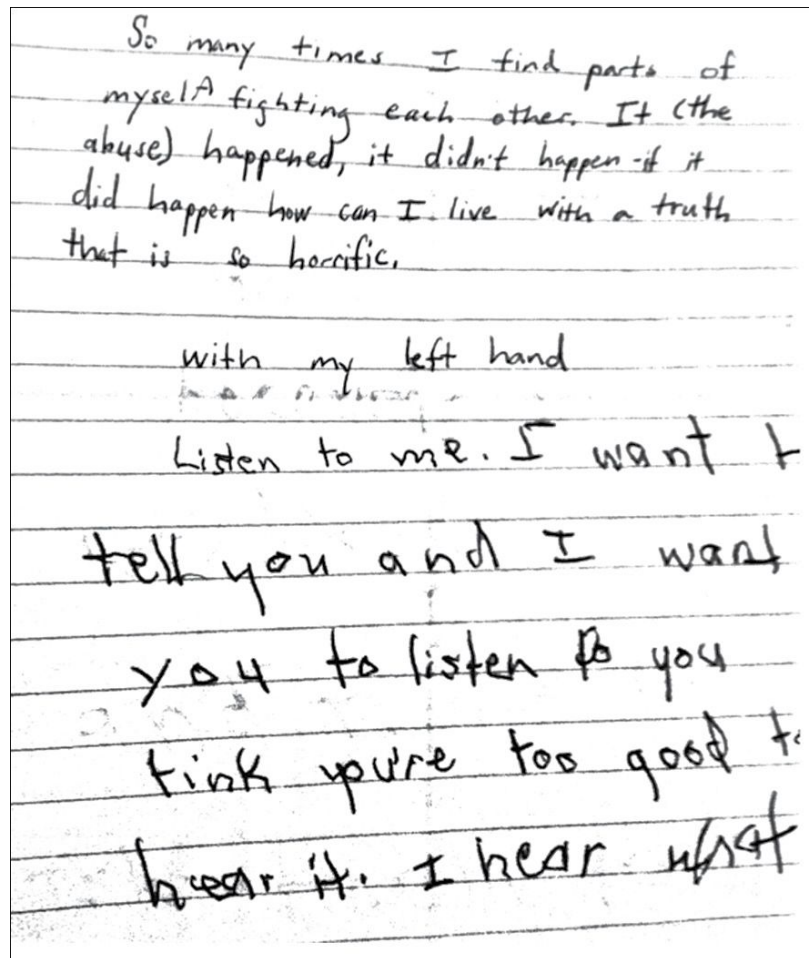 So many times I find parts of
myself fighting each other. It (the
abuse) happened, it didn't happen-if it
did happen how can I live with a truth
that is so horrific.
with my left hand
Listen to me. I want t
tell you and I want
you to listen Do you
tink you're too good to
hear it. I hear what